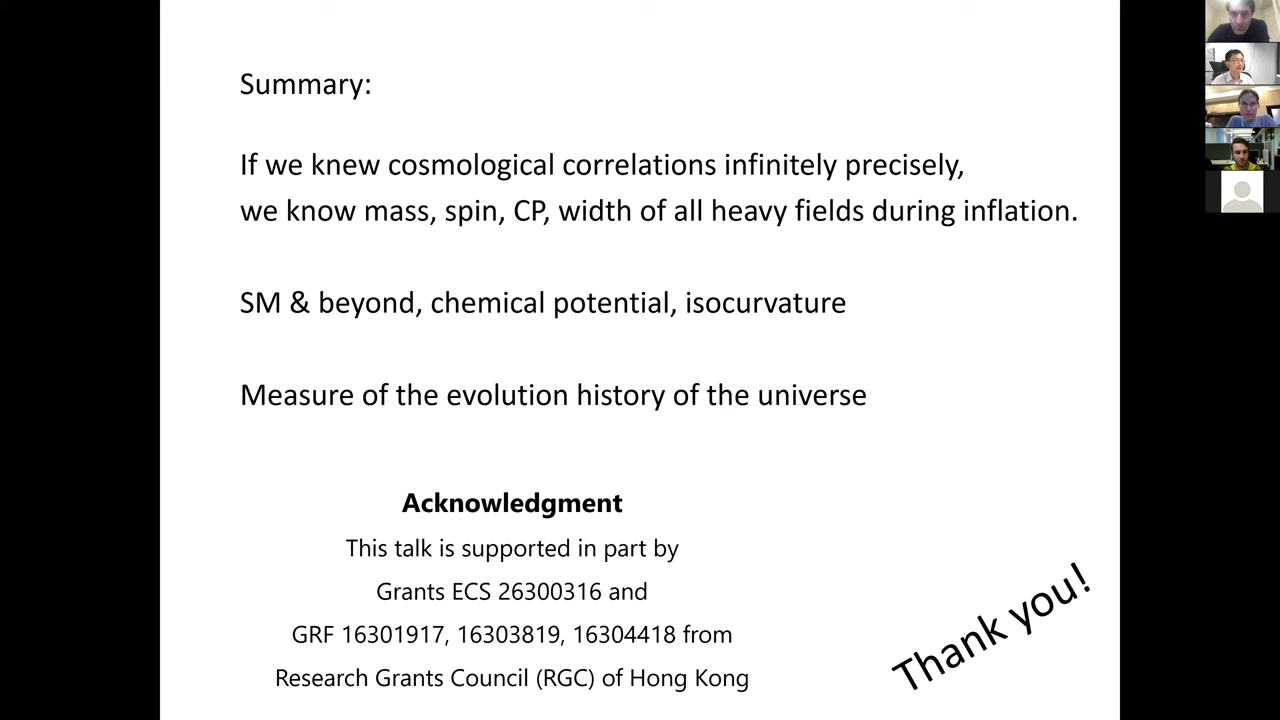 Summary:
If we knew cosmological correlations infinitely precisely,
we know mass, spin, CP, width of all heavy fields during inflation.
SM & beyond, chemical potential, isocurvature
Measure of the evolution history of the universe
Acknowledgment
This talk is supported in part by
Grants ECS 26300316 and
GRF 16301917, 16303819, 16304418 from
Research Grants Council (RGC) of Hong Kong
Thank you!